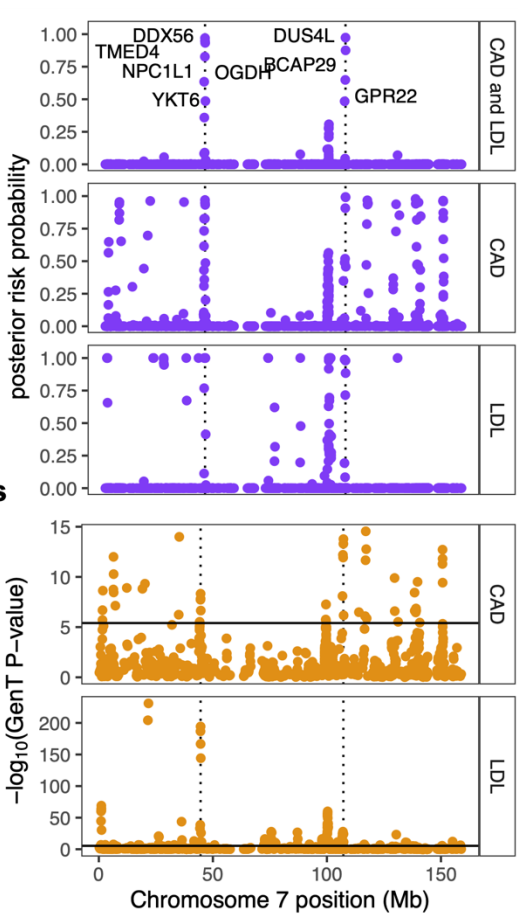 posterior risk probability
1.00
0.75
0.50
0.25
0.00
DDX56
TMED4
NPC1L1
YKT6
OGDH
DUS4L
BCAP29
GPR22
CAD and LDL
1.00
0.75
0.50
0.25
0.00
CAD
1.00
0.75
0.50
0.25
0.00
LDL
s
−log10(GenT P−value)
15
10
5
0
CAD
200
150
100
50
0
LDL
0 50 100 150
Chromosome 7 position (Mb)